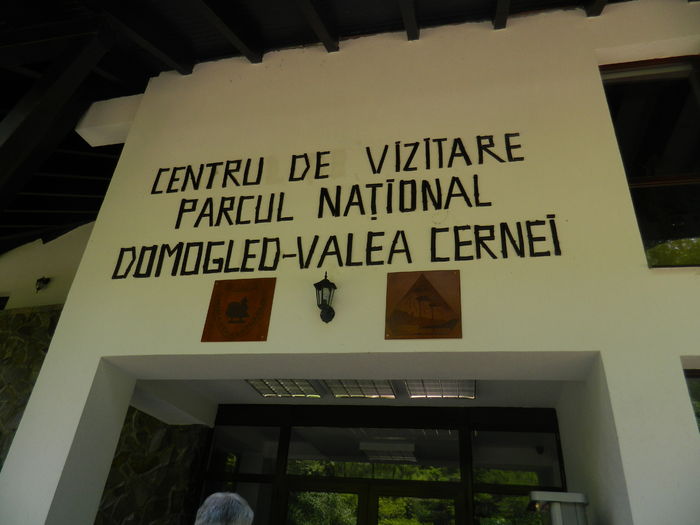 CENTRU DE VIZITARE
PARCUL NAȚIONAL
DOMOGLED-VALEA CERNEI